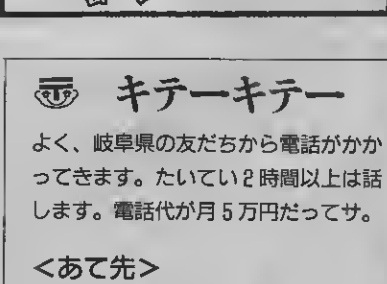 キテーキテー
よく、岐阜県の友だちから電話がかか
ってきます。たいてい2時間以上は話
します。電話代が月5万円だってサ。
<あて先>